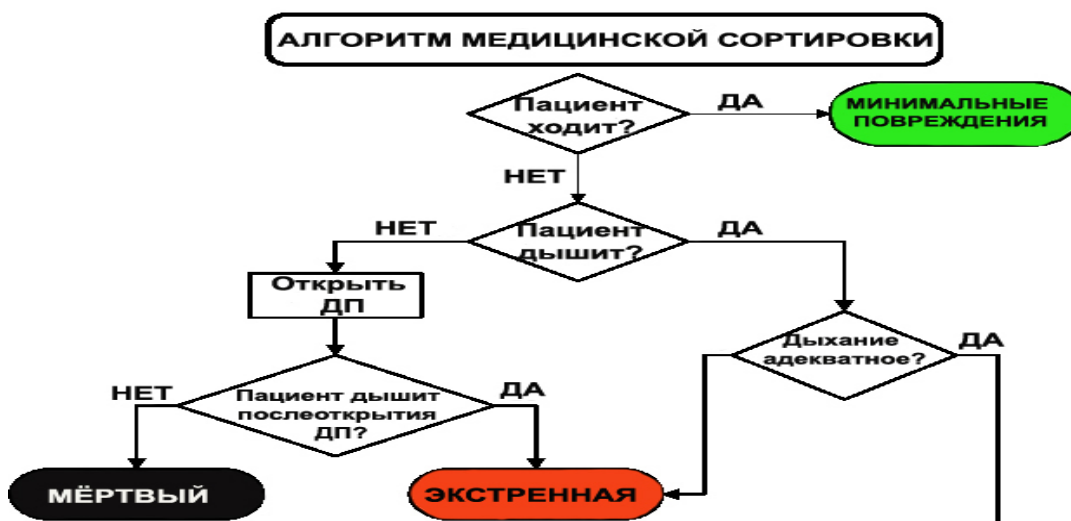 АЛГОРИТМ МЕДИЦИНСКОЙ СОРТИРОВКИ
Пациент
ходит?
ДА
МИНИМАЛЬНЫЕ
ПОВРЕЖДЕНИЯ
НЕТ
НЕТ
Пациент
дышит?
ДА
Открыть
ДП
Дыхание
адекватное?
ДА
НЕТ
Пациент дышит
послеоткрытия
ДП?
ДА
МЁРТВЫЙ
ЭКСТРЕННАЯ